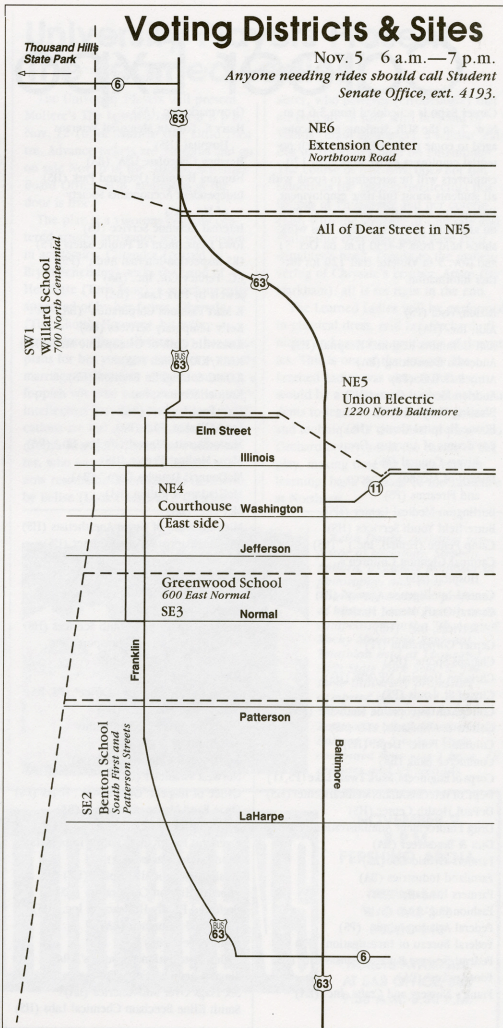 Voting Districts & Sites
Thousand Hills
State Park
Nov. 5 6 a.m.—7 p.m.
Anyone needing rides should call Student
Senate Office, ext. 4193.
6
63
NE6
Extension Center
Northtown Road
All of Dear Street in NE5
63
SW1
Willard School
700 North Centennial
BUS
63
NE5
Union Electric
1220 North Baltimore
Elm Street
Illinois
11
NE4
Courthouse
(East side)
Washington
Jefferson
Greenwood School
600 East Normal
SE3
Normal
Franklin
Patterson
Baltimore
SE2
Benton School
South First and
Patterson Streets
LaHarpe
BUS
63
6
63